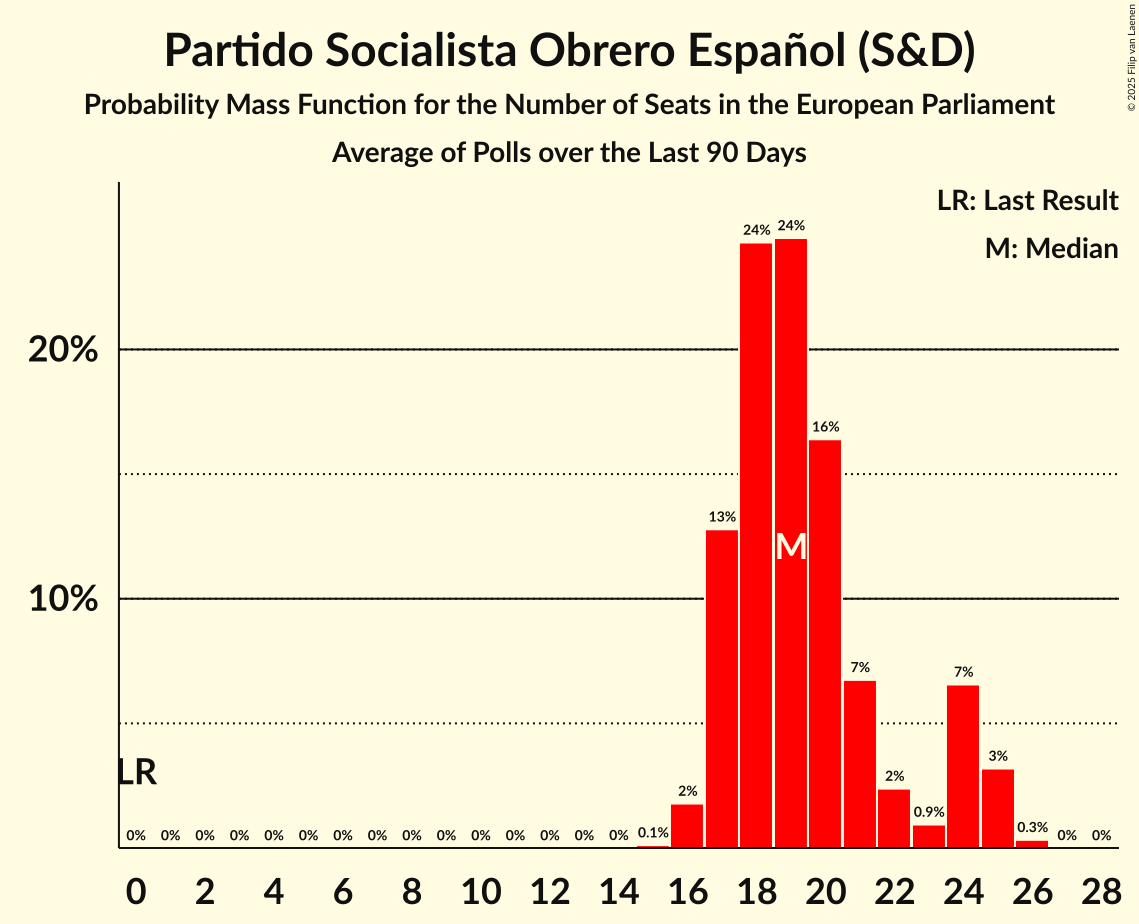 Partido Socialista Obrero Español (S&D)
Probability Mass Function for the Number of Seats in the European Parliament
Average of Polls over the Last 90 Days
© 2025 Filip van Laenen
LR: Last Result
M: Median
20%
10%
LR
M
0% 0% 0% 0% 0% 0% 0% 0% 0% 0% 0% 0% 0% 0% 0% 0.1% 2% 13% 24% 24% 16% 7% 2% 0.9% 7% 3% 0.3% 0% 0%
0 2 4 6 8 10 12 14 16 18 20 22 24 26 28